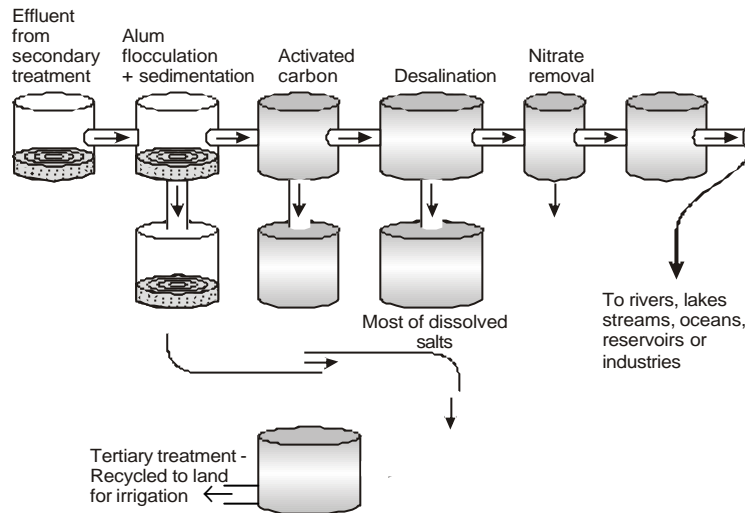 Effluent
from
secondary
treatment
Alum
flocculation
+ sedimentation
Activated
carbon
Desalination
Nitrate
removal
To rivers, lakes
streams, oceans,
reservoirs or
industries
Most of dissolved
salts
Tertiary treatment -
Recycled to land
for irrigation